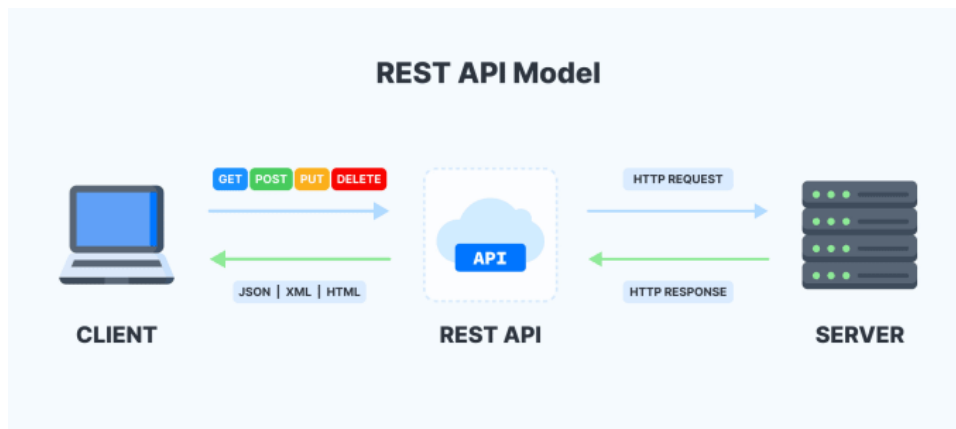 REST API Model
GET POST PUT DELETE
HTTP REQUEST
API
JSON | XML | HTML
HTTP RESPONSE
CLIENT
REST API
SERVER